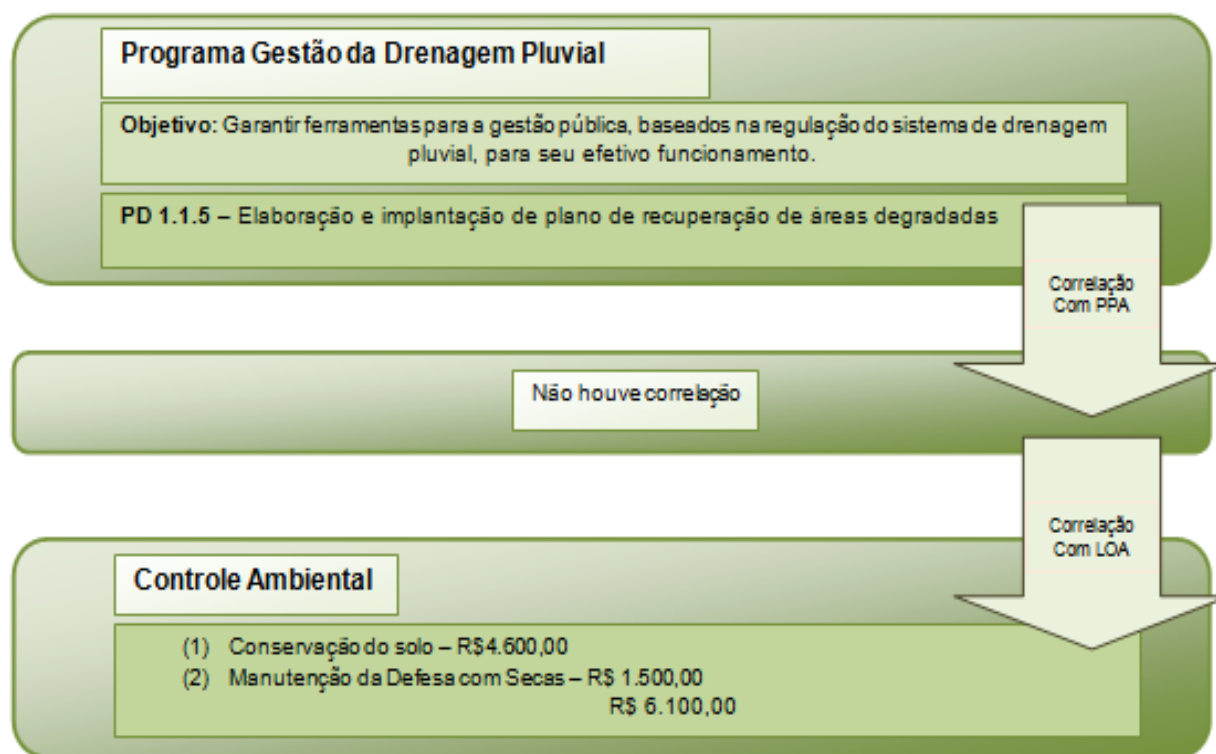 Programa Gestão da Drenagem Pluvial
Objetivo: Garantir ferramentas para a gestão pública, baseados na regulação do sistema de drenagem
pluvial, para seu efetivo funcionamento.
PD 1.1.5 – Elaboração e implantação de plano de recuperação de áreas degradadas
Correlação
Com PPA
Não houve correlação
Correlação
Com LOA
Controle Ambiental
(1) Conservação do solo – R$4.600,00
(2) Manutenção da Defesa com Secas – R$ 1.500,00
R$ 6.100,00